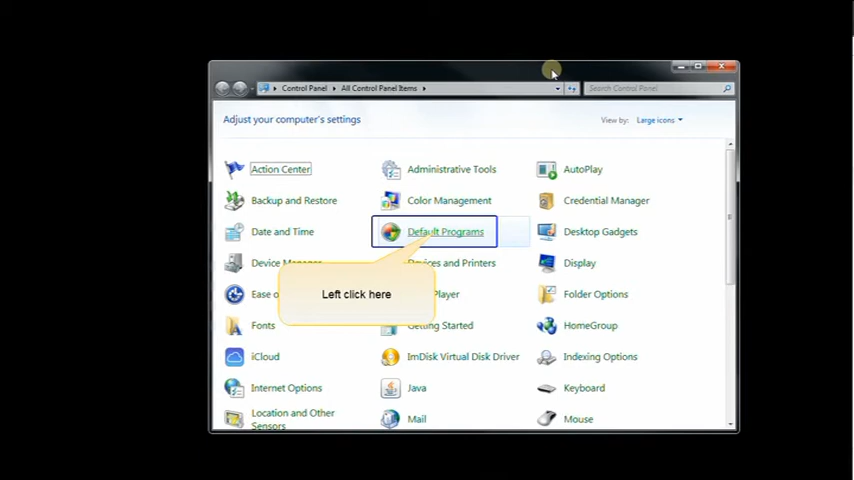 Control Panel
All Control Panel Items
Search Control Panel
Adjust your computer's settings
View by: Large icons
Action Center
Administrative Tools
AutoPlay
Backup and Restore
Color Management
Credential Manager
Date and Time
Default Programs
Desktop Gadgets
Device Manager
Devices and Printers
Display
Left click here
Ease o
Player
Folder Options
Fonts
Getting Started
HomeGroup
iCloud
ImDisk Virtual Disk Driver
Indexing Options
Internet Options
Java
Keyboard
Location and Other
Sensors
Mail
Mouse